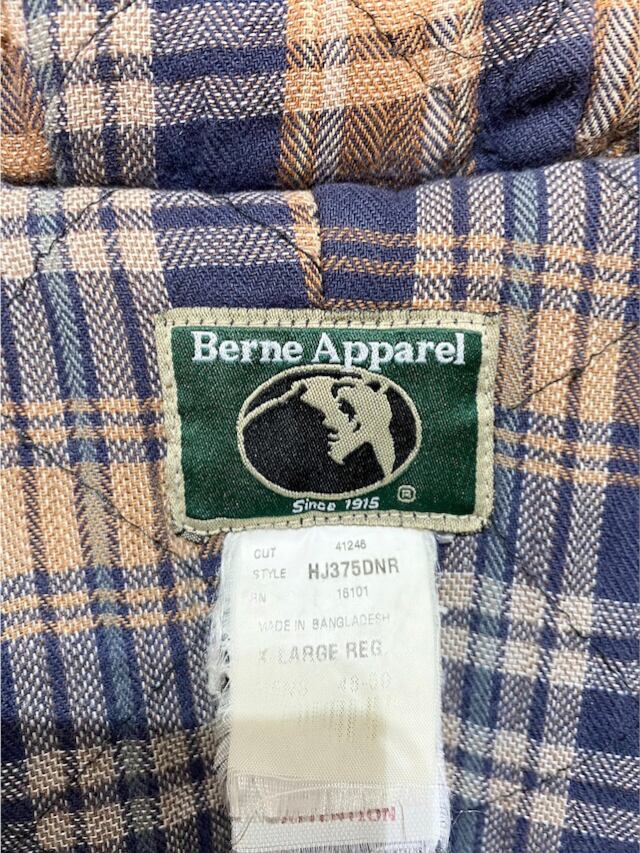 Berne Apparel
Since 1915 ®
CUT 41246
STYLE HJ375DNR
RN 16101
MADE IN BANGLADESH
X-LARGE REG.